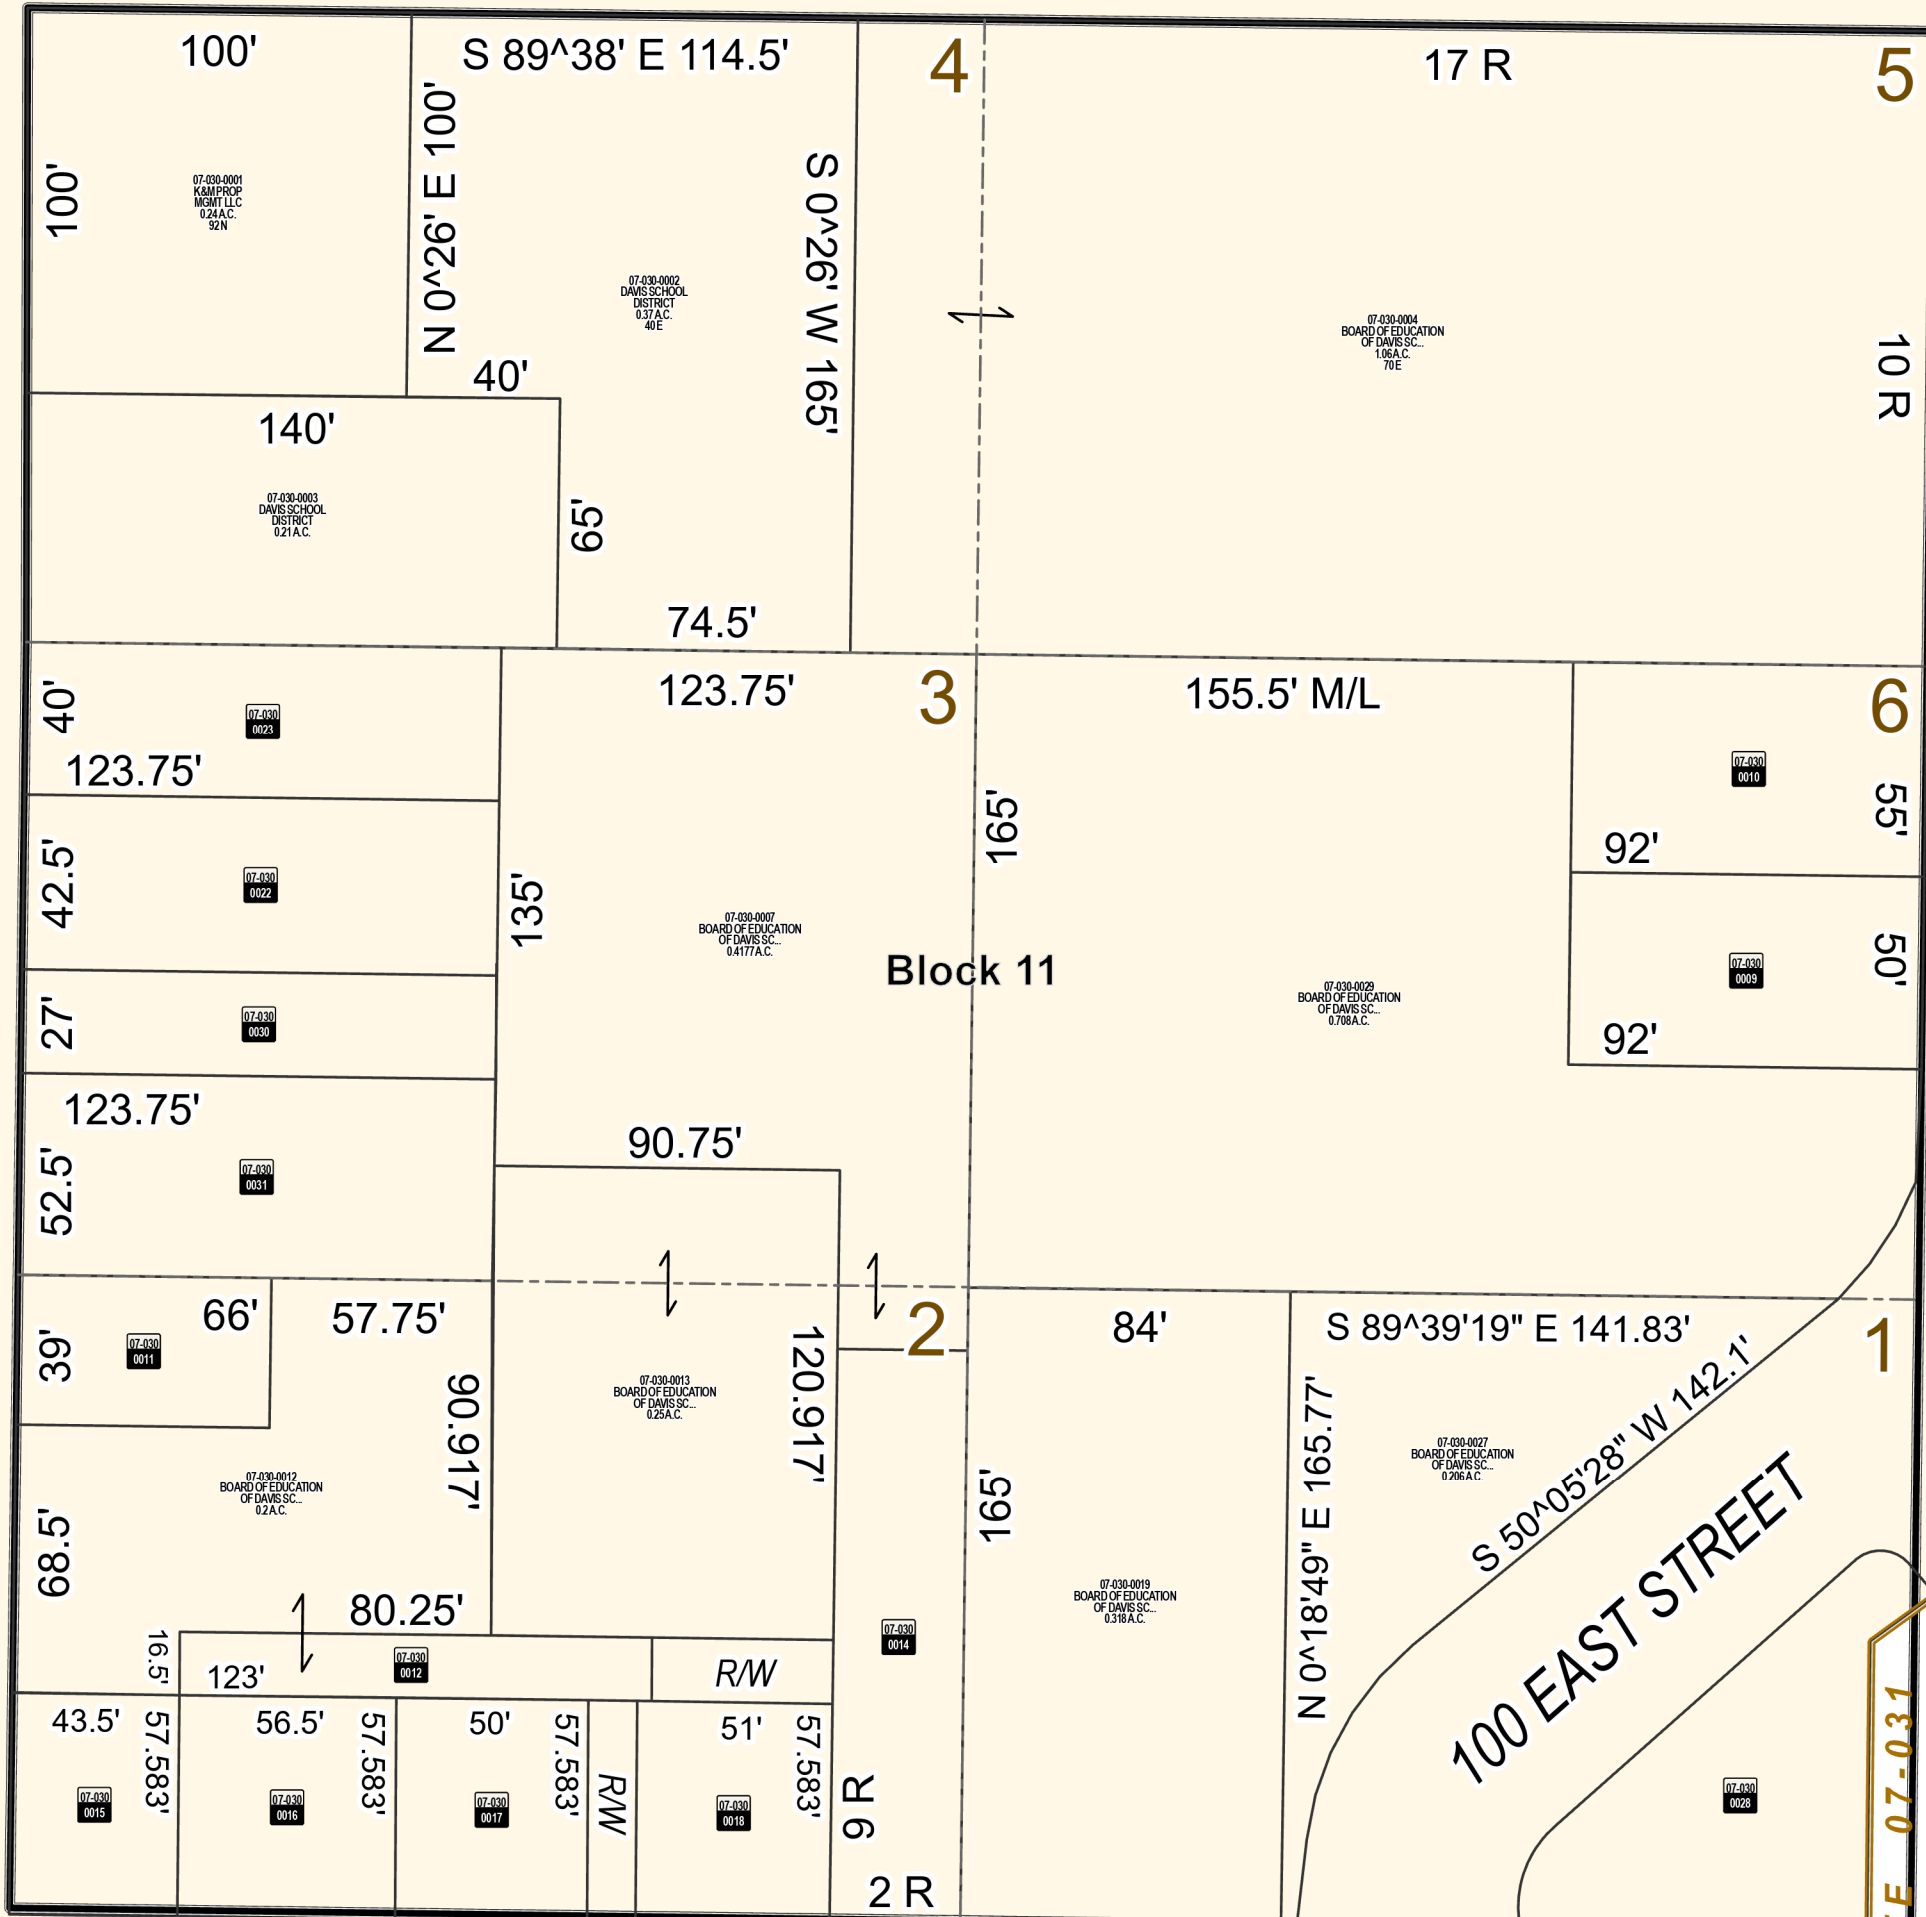 100'
S 89^38' E 114.5'
4
17 R
5
100'
07-030-0001
K&M PROP
MGMT LLC
0.24 A.C.
92 N
N 0^26' E 100'
07-030-0002
DAVIS SCHOOL
DISTRICT
0.37 A.C.
40 E
S 0^26' W 165'
07-030-0004
BOARD OF EDUCATION
OF DAVIS SC...
1.06 A.C.
70 E
10 R
40'
140'
07-030-0003
DAVIS SCHOOL
DISTRICT
0.21 A.C.
65'
74.5'
40'
07-030
0023
123.75'
123.75'
3
155.5' M/L
6
07-030
0010
55'
92'
165'
42.5'
07-030
0022
135'
07-030-0007
BOARD OF EDUCATION
OF DAVIS SC...
0.4177 A.C.
Block 11
07-030-0029
BOARD OF EDUCATION
OF DAVIS SC...
0.708 A.C.
07-030
0009
50'
92'
27'
07-030
0030
123.75'
52.5'
07-030
0031
90.75'
39'
07-030
0011
66'
57.75'
2
84'
S 89^39'19" E 141.83'
1
90.917'
07-030-0013
BOARD OF EDUCATION
OF DAVIS SC...
0.25 A.C.
120.917'
165'
N 0^18'49" E 165.77'
07-030-0027
BOARD OF EDUCATION
OF DAVIS SC...
0.206 A.C.
S 50^05'28" W 142.1'
07-030-0012
BOARD OF EDUCATION
OF DAVIS SC...
0.2 A.C.
68.5'
80.25'
07-030-0019
BOARD OF EDUCATION
OF DAVIS SC...
0.318 A.C.
100 EAST STREET
16.5'
123'
07-030
0012
R/W
07-030
0014
43.5'
57.583'
56.5'
57.583'
50'
57.583'
R/W
51'
57.583'
07-030
0015
07-030
0016
07-030
0017
07-030
0018
9 R
2 R
07-030
0028
E 07-031